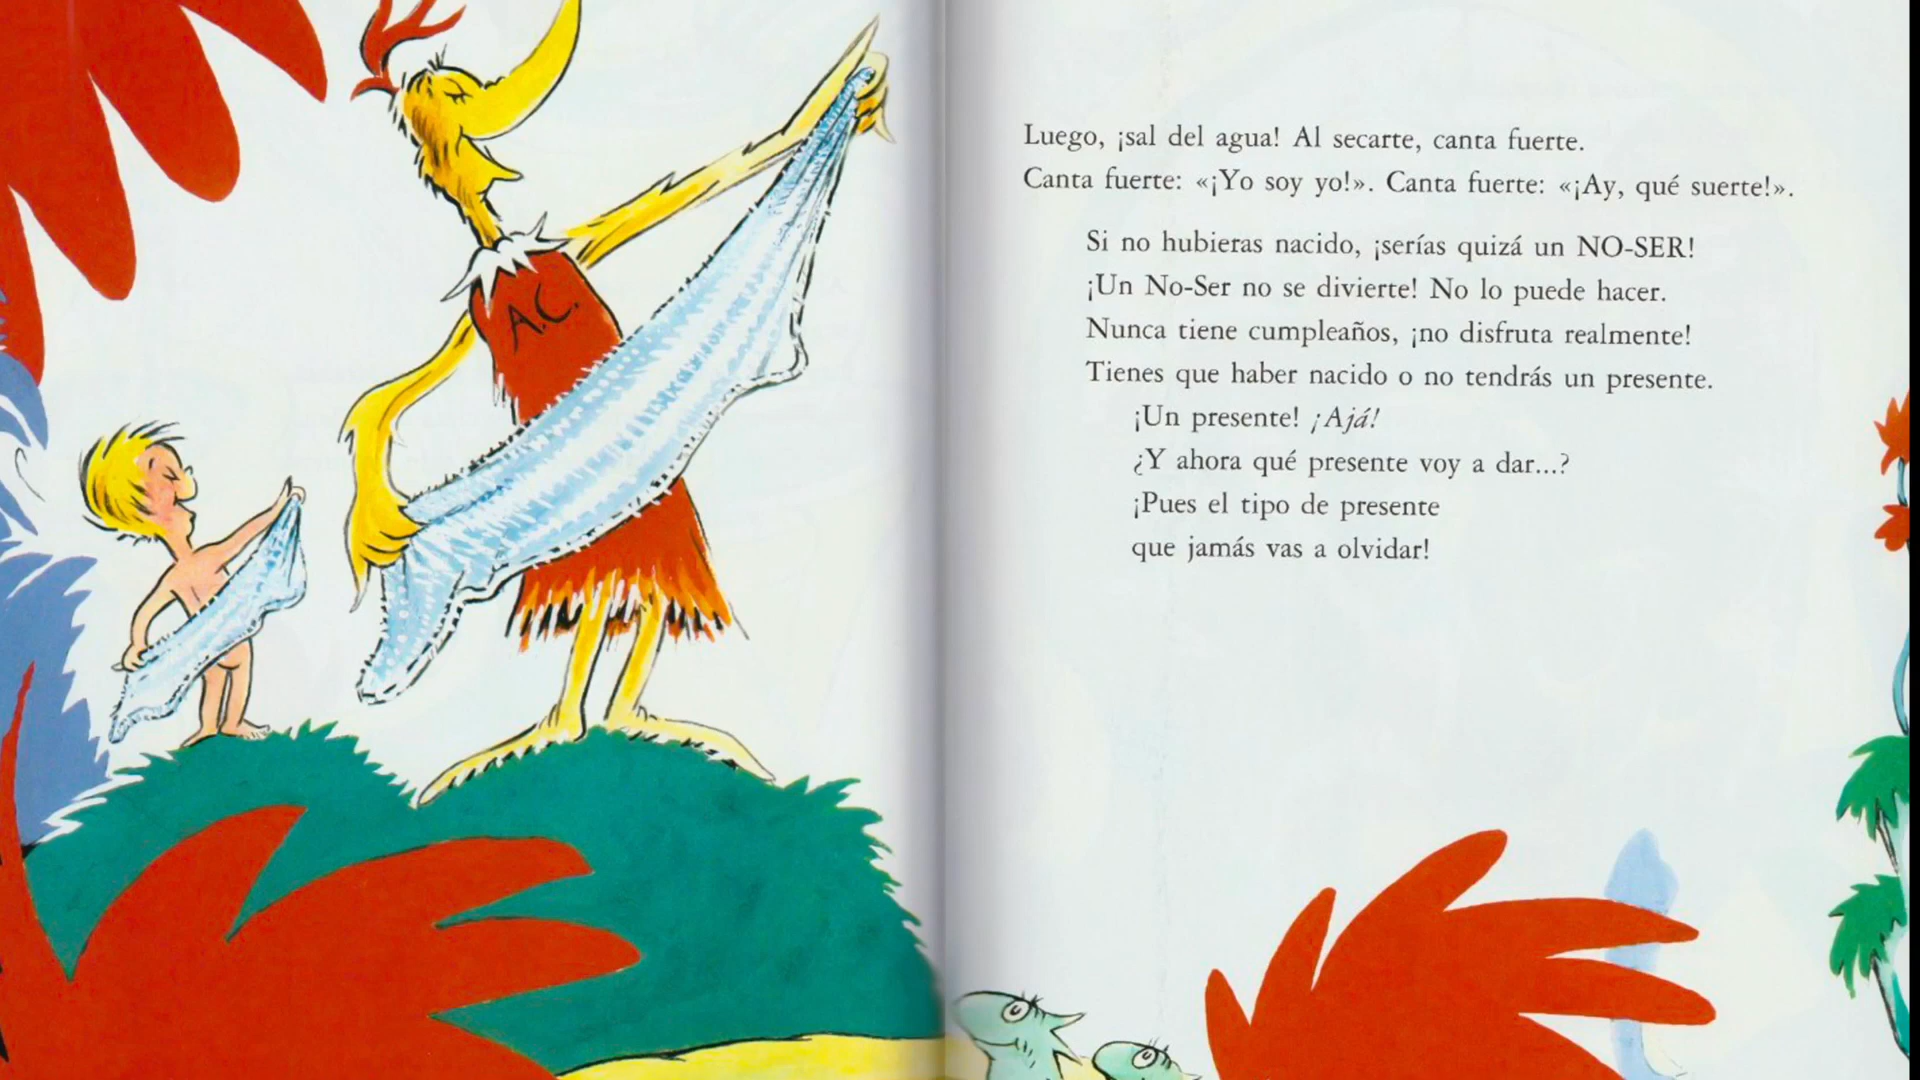 A.C.
Luego, ¡sal del agua! Al secarte, canta fuerte.
Canta fuerte: «¡Yo soy yo!». Canta fuerte: «¡Ay, qué suerte!».
Si no hubieras nacido, ¡serías quizá un NO-SER!
¡Un No-Ser no se divierte! No lo puede hacer.
Nunca tiene cumpleaños, ¡no disfruta realmente!
Tienes que haber nacido o no tendrás un presente.
¡Un presente! ¡Ajá!
¿Y ahora qué presente voy a dar...?
¡Pues el tipo de presente
que jamás vas a olvidar!